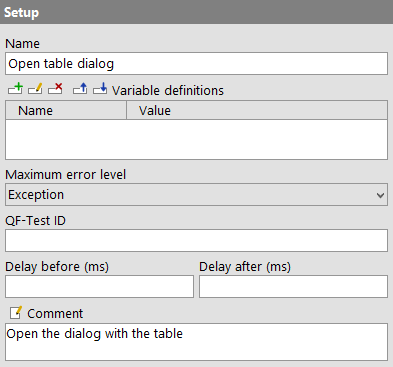 Setup
Name
Open table dialog
Variable definitions
Name Value
Maximum error level
Exception
QF-Test ID
Delay before (ms) Delay after (ms)
Comment
Open the dialog with the table